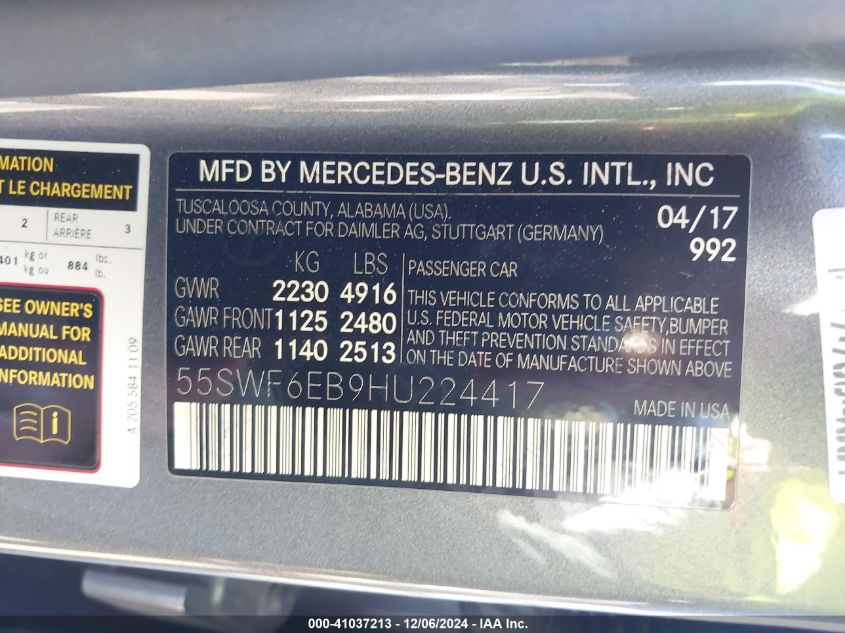 MFD BY MERCEDES-BENZ U.S. INTL., INC
TUSCALOOSA COUNTY, ALABAMA (USA).
UNDER CONTRACT FOR DAIMLER AG, STUTTGART (GERMANY)
04/17
992
KG LBS
GVWR 2230 4916
GAWR FRONT 1125 2480
GAWR REAR 1140 2513
PASSENGER CAR
THIS VEHICLE CONFORMS TO ALL APPLICABLE
U.S. FEDERAL MOTOR VEHICLE SAFETY,BUMPER
AND THEFT PREVENTION STANDARDS IN EFFECT
ON THE DATE OF MANUFACTURE SHOWN ABOVE
55SWF6EB9HU224417
MADE IN USA
MATION
T LE CHARGEMENT
2 REAR ARRIÈRE 3
401 kg or kg ou 884 lbs. lb.
SEE OWNER'S
MANUAL FOR
ADDITIONAL
INFORMATION
A 205 584 11 09
000-41037213 - 12/06/2024 - IAAI.com